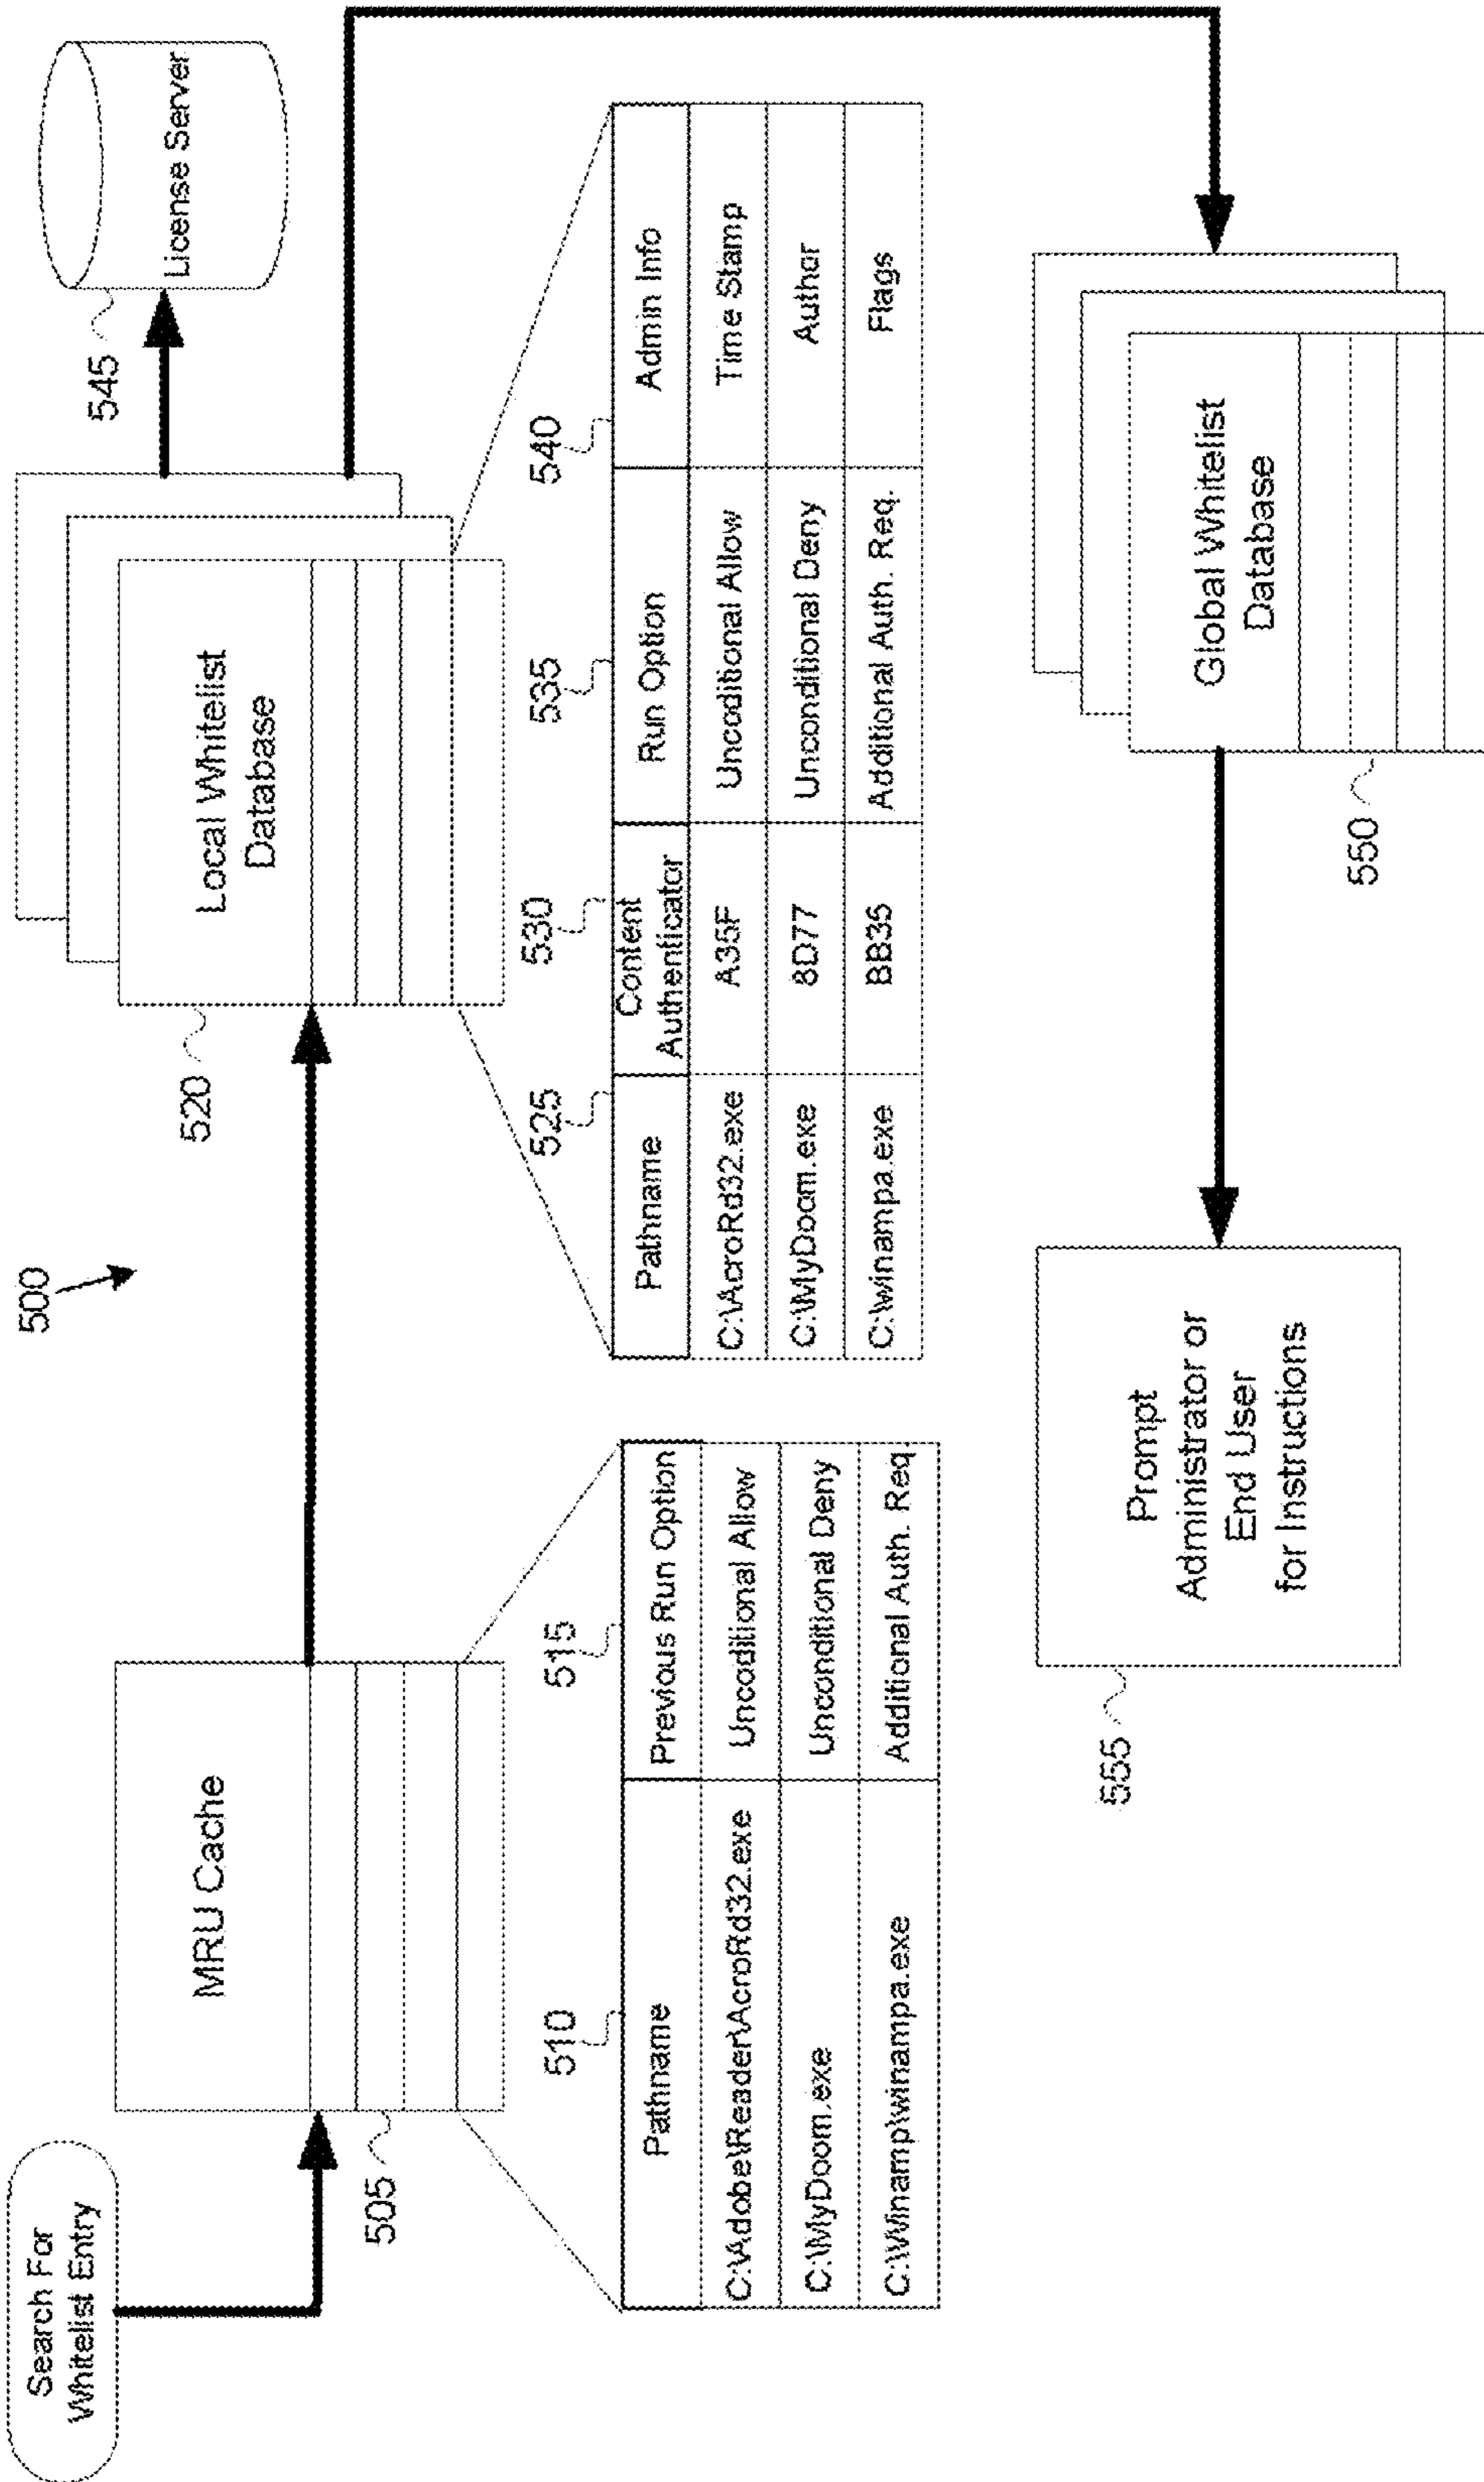 500
Search For
Whitelist Entry
MRU Cache
505
Local Whitelist
Database
520
License Server
545
510
515
Pathname
Previous Run Option
C:\Adobe\Reader\AcroRd32.exe
Uncoditional Allow
C:\MyDoom.exe
Unconditional Deny
C:\Winamp\winampa.exe
Additional Auth. Req
525
530
535
540
Pathname
Content
Authenticator
Run Option
Admin Info
C:\AcroRd32.exe
A35F
Uncoditional Allow
Time Stamp
C:\MyDoom.exe
8D77
Unconditional Deny
Author
C:\winampa.exe
BB35
Additional Auth. Req.
Flags
Prompt
Administrator or
End User
for Instructions
555
Global Whitelist
Database
550